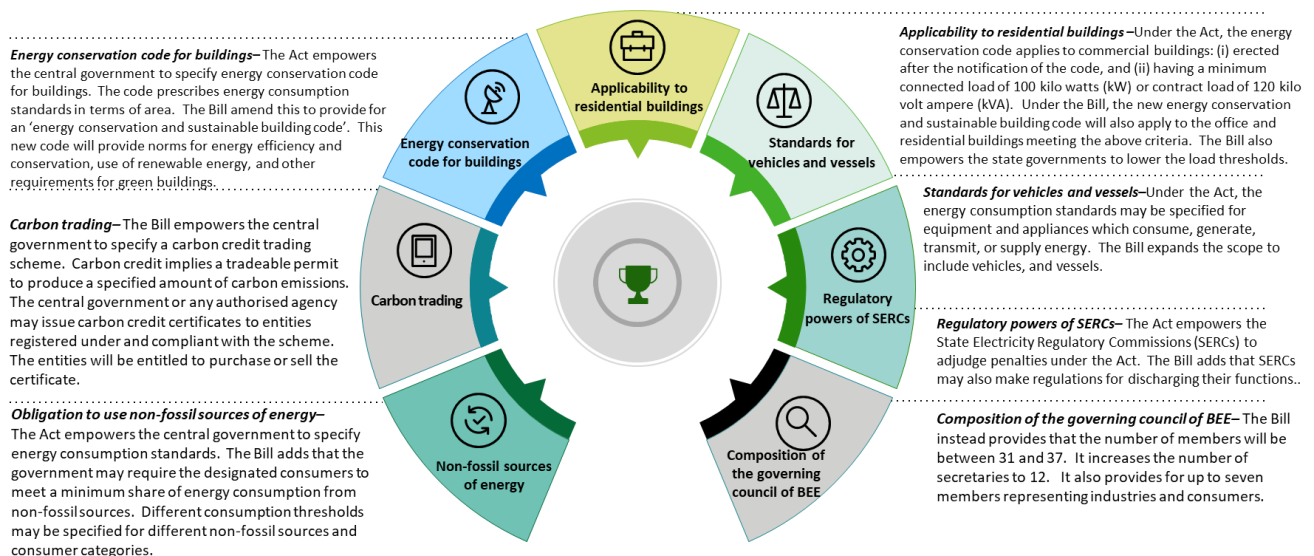 Energy conservation code for buildings– The Act empowers
the central government to specify energy conservation code
for buildings. The code prescribes energy consumption
standards in terms of area. The Bill amend this to provide for
an ‘energy conservation and sustainable building code’. This
new code will provide norms for energy efficiency and
conservation, use of renewable energy, and other
requirements for green buildings.
Carbon trading– The Bill empowers the central
government to specify a carbon credit trading
scheme. Carbon credit implies a tradeable permit
to produce a specified amount of carbon emissions.
The central government or any authorised agency
may issue carbon credit certificates to entities
registered under and compliant with the scheme.
The entities will be entitled to purchase or sell the
certificate.
Obligation to use non-fossil sources of energy–
The Act empowers the central government to specify
energy consumption standards. The Bill adds that the
government may require the designated consumers to
meet a minimum share of energy consumption from
non-fossil sources. Different consumption thresholds
may be specified for different non-fossil sources and
consumer categories.
Applicability to
residential buildings
Energy conservation
code for buildings
Standards for
vehicles and vessels
Carbon trading
Regulatory
powers of SERCs
Non-fossil sources
of energy
Composition of
the governing
council of BEE
Applicability to residential buildings –Under the Act, the energy
conservation code applies to commercial buildings: (i) erected
after the notification of the code, and (ii) having a minimum
connected load of 100 kilo watts (kW) or contract load of 120 kilo
volt ampere (kVA). Under the Bill, the new energy conservation
and sustainable building code will also apply to the office and
residential buildings meeting the above criteria. The Bill also
empowers the state governments to lower the load thresholds.
Standards for vehicles and vessels–Under the Act, the
energy consumption standards may be specified for
equipment and appliances which consume, generate,
transmit, or supply energy. The Bill expands the scope to
include vehicles, and vessels.
Regulatory powers of SERCs– The Act empowers the
State Electricity Regulatory Commissions (SERCs) to
adjudge penalties under the Act. The Bill adds that SERCs
may also make regulations for discharging their functions..
Composition of the governing council of BEE– The Bill
instead provides that the number of members will be
between 31 and 37. It increases the number of
secretaries to 12. It also provides for up to seven
members representing industries and consumers.